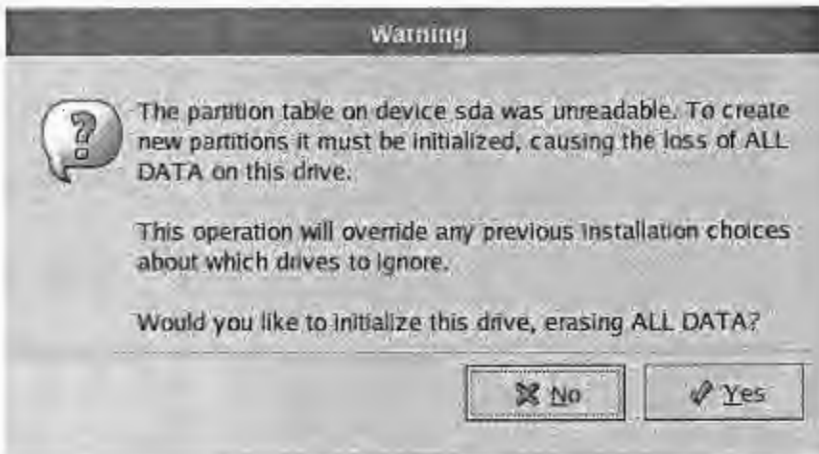 Warning
The partition table on device sda was unreadable. To create
new partitions it must be initialized, causing the loss of ALL
DATA on this drive.
This operation will override any previous installation choices
about which drives to ignore.
Would you like to initialize this drive, erasing ALL DATA?
No
Yes